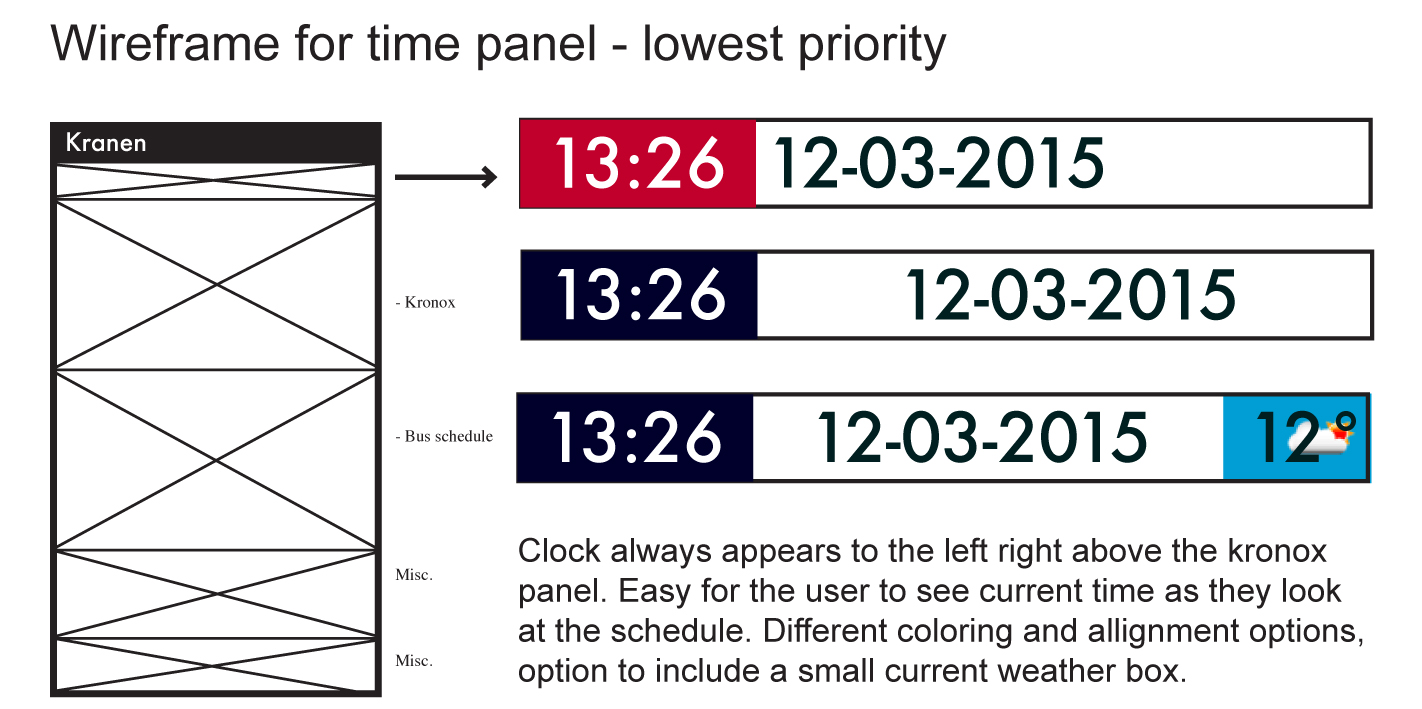 Wireframe for time panel - lowest priority
Kranen
- Kronox
- Bus schedule
Misc.
Misc.
13:26 12-03-2015
13:26 12-03-2015
13:26 12-03-2015 12°
Clock always appears to the left right above the kronox
panel. Easy for the user to see current time as they look
at the schedule. Different coloring and allignment options,
option to include a small current weather box.